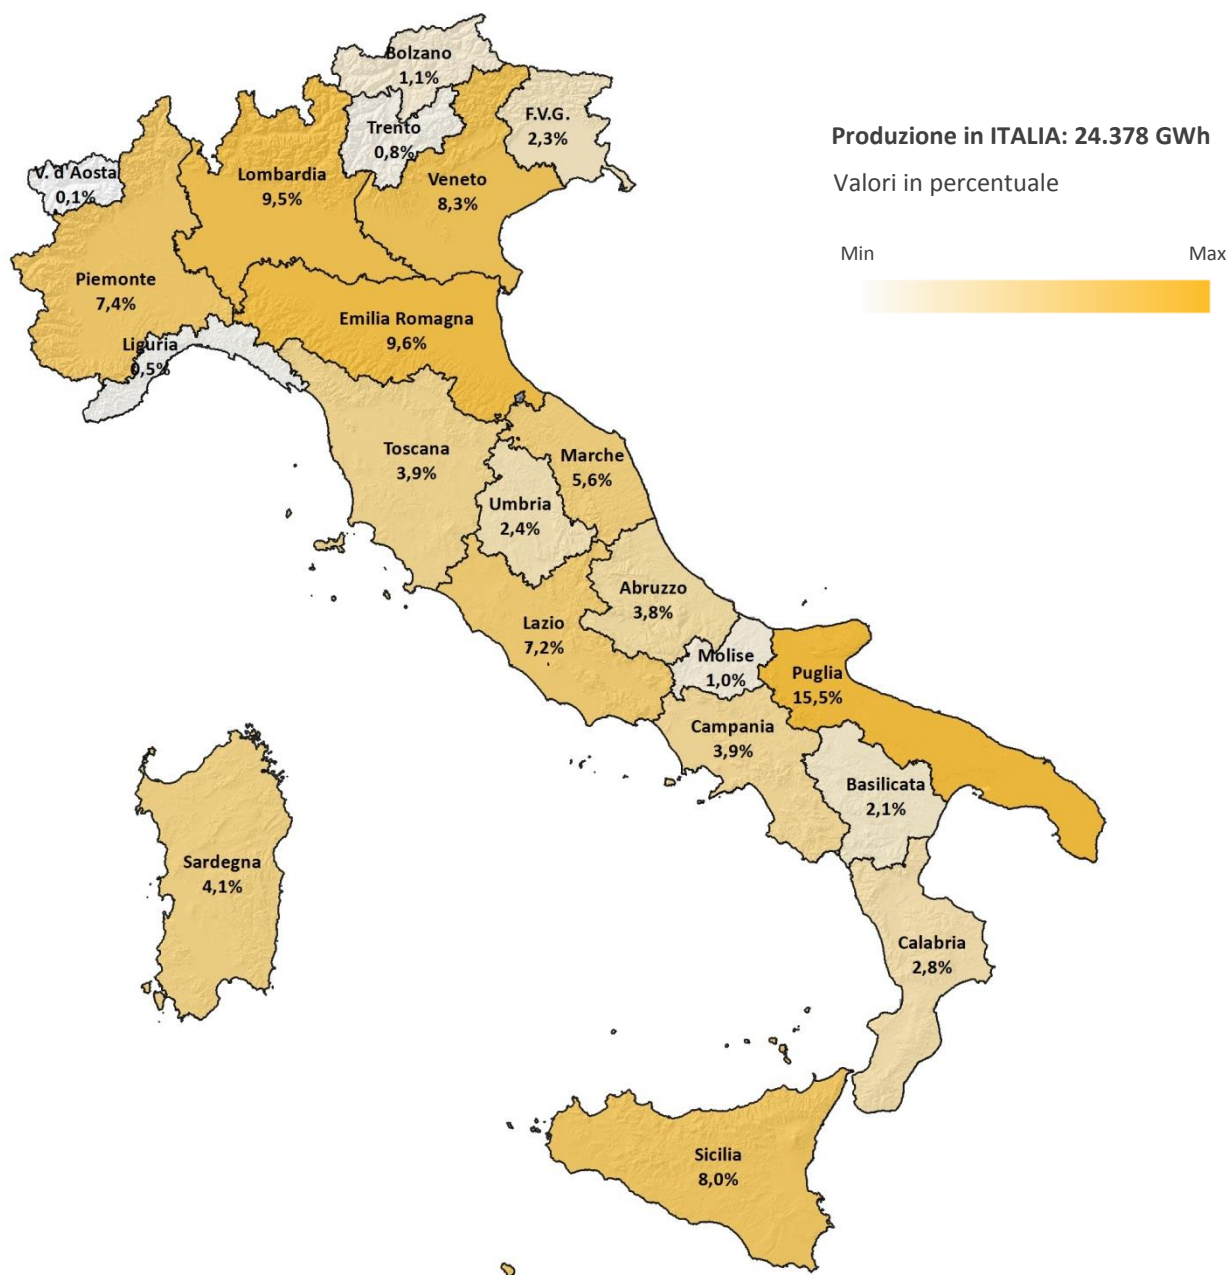 Bolzano
1,1%
Trento
0,8%
F.V.G.
2,3%
Produzione in ITALIA: 24.378 GWh
Valori in percentuale
Min
Max
V. d'Aosta
0,1%
Lombardia
9,5%
Veneto
8,3%
Piemonte
7,4%
Emilia Romagna
9,6%
Liguria
0,5%
Toscana
3,9%
Marche
5,6%
Umbria
2,4%
Abruzzo
3,8%
Lazio
7,2%
Molise
1,0%
Puglia
15,5%
Campania
3,9%
Basilicata
2,1%
Sardegna
4,1%
Calabria
2,8%
Sicilia
8,0%